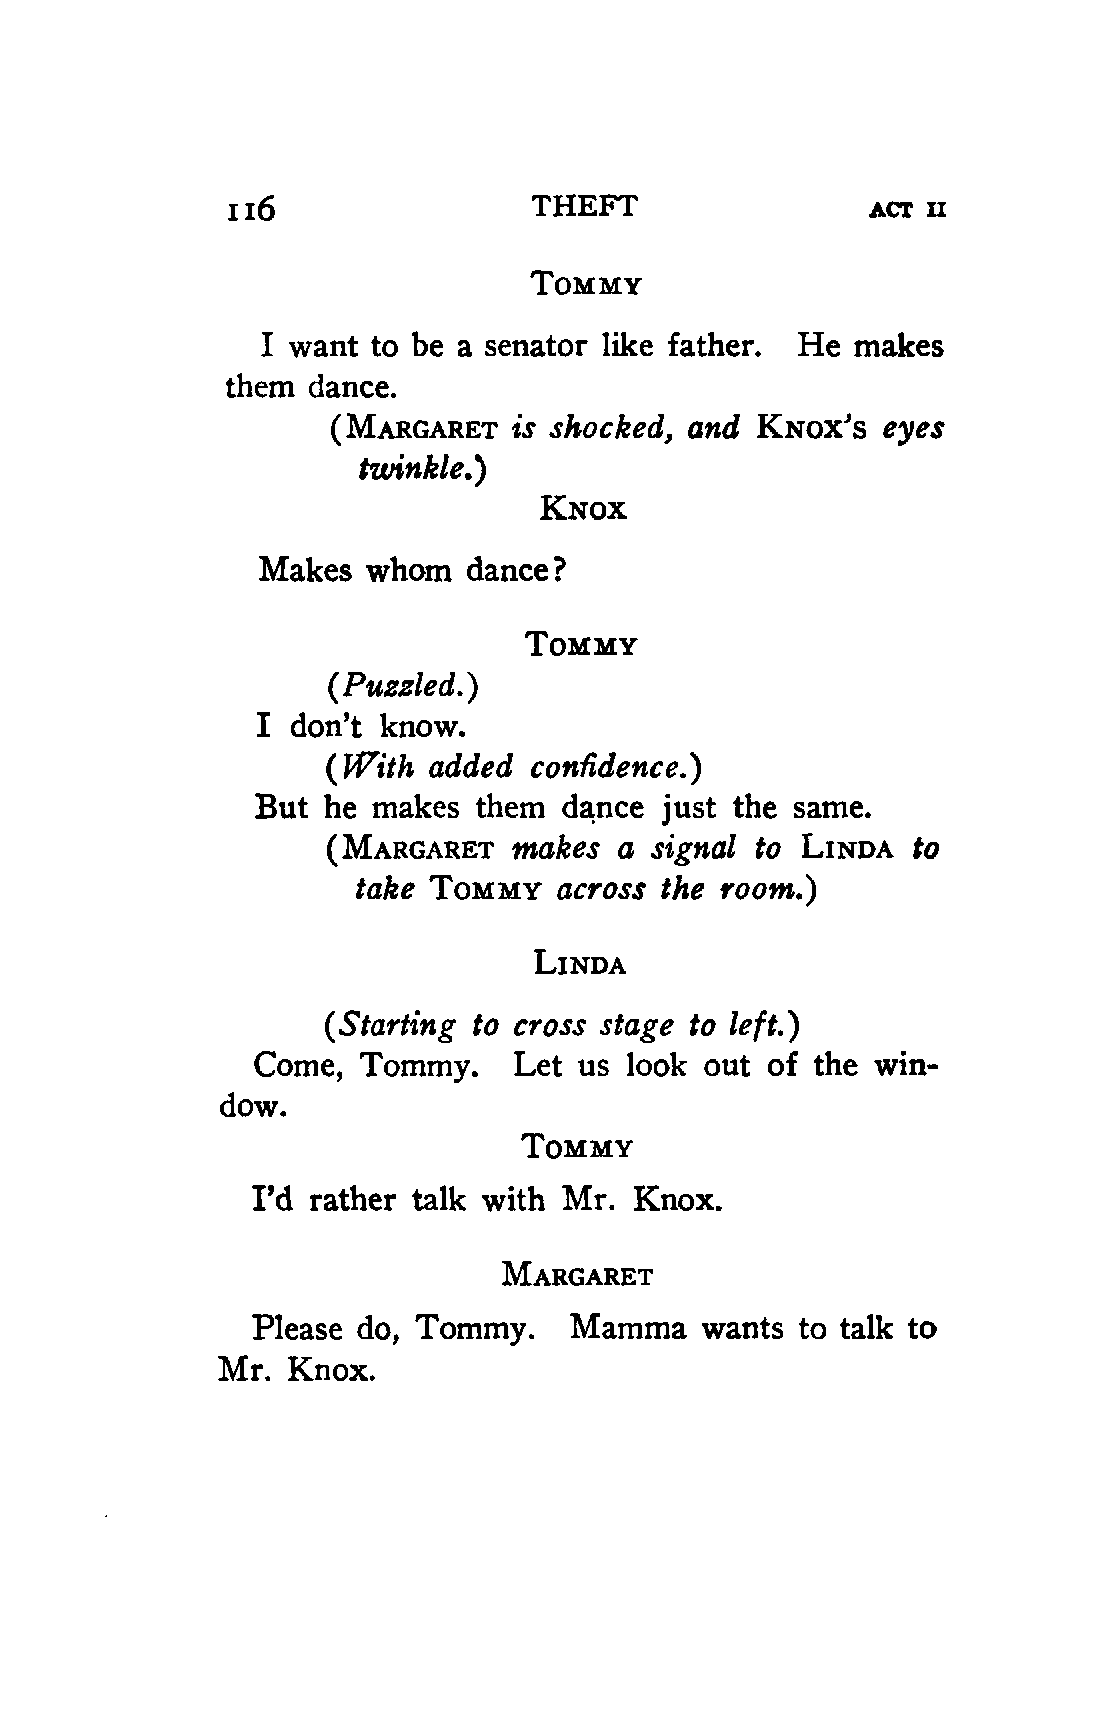 116 THEFT ACT II
TOMMY
I want to be a senator like father. He makes
them dance.
(MARGARET is shocked, and KNOX's eyes
twinkle.)
KNOX
Makes whom dance?
TOMMY
(Puzzled.)
I don't know.
(With added confidence.)
But he makes them dance just the same.
(MARGARET makes a signal to LINDA to
take TOMMY across the room.)
LINDA
(Starting to cross stage to left.)
Come, Tommy. Let us look out of the win-
dow.
TOMMY
I'd rather talk with Mr. Knox.
MARGARET
Please do, Tommy. Mamma wants to talk to
Mr. Knox.